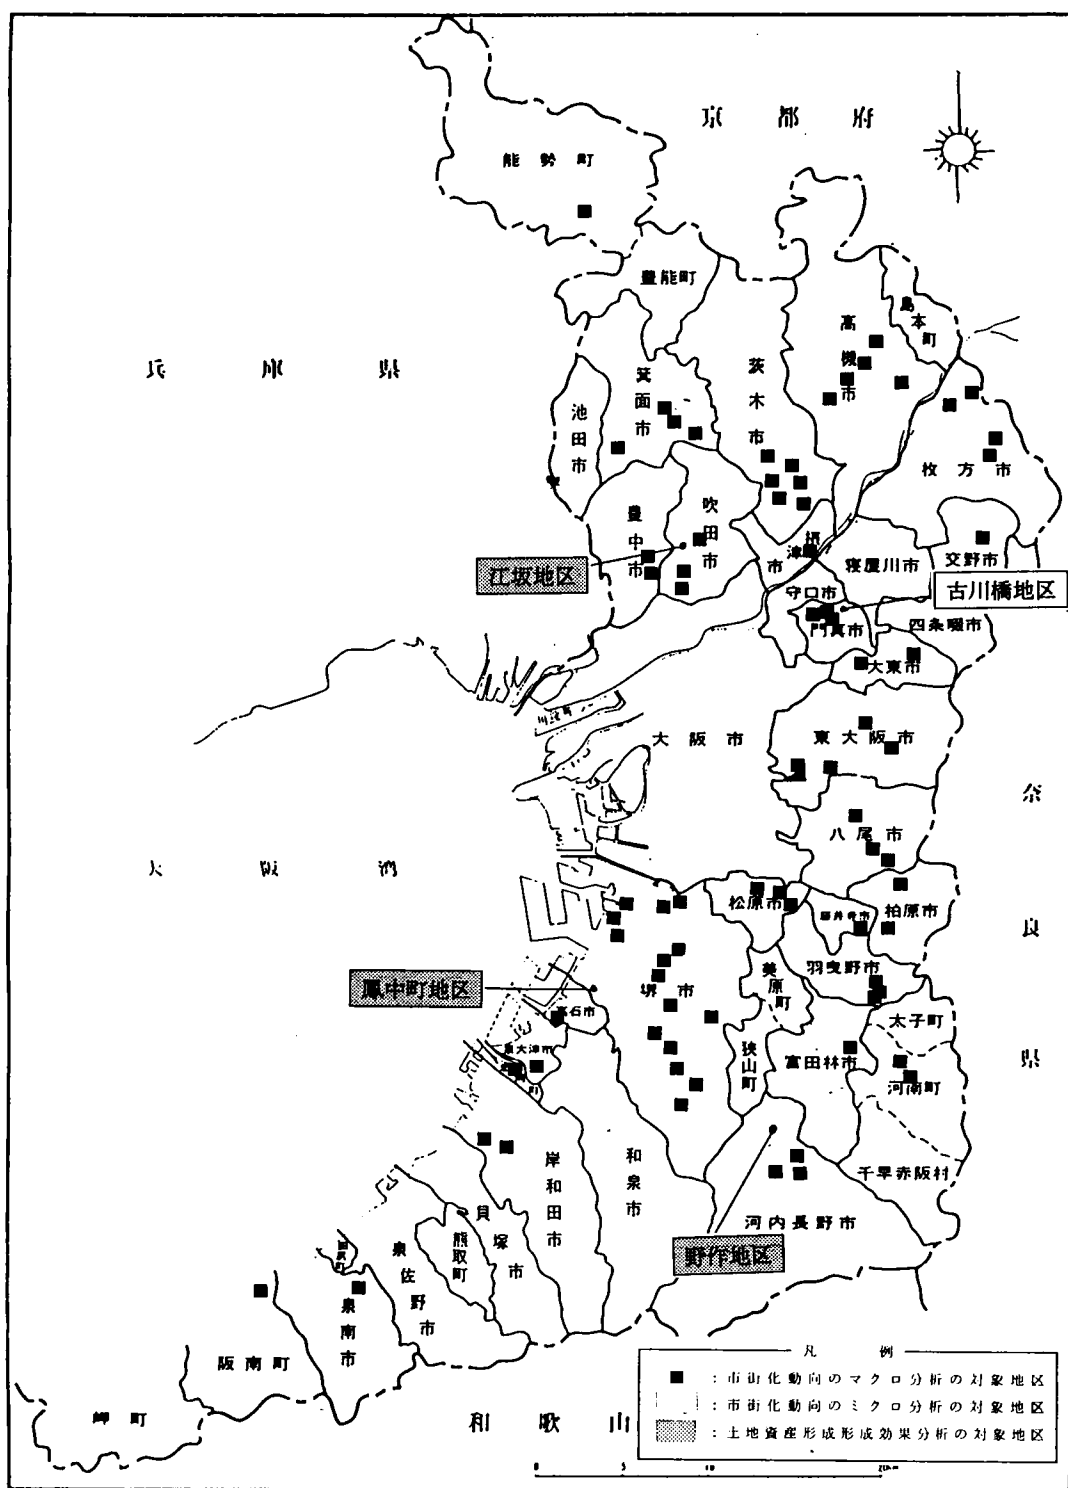 京都府
能勢町
豊能町
島本町
高槻市
兵庫県
茨木市
箕面市
池田市
枚方市
吹田市
豊中市
摂津市
交野市
寝屋川市
江坂地区
守口市
古川橋地区
門真市
四条畷市
大東市
大阪市
東大阪市
奈良県
八尾市
大阪湾
松原市
柏原市
藤井寺市
羽曳野市
美原町
鳳中町地区
堺市
高石市
太子町
泉大津市
狭山町
富田林市
河南町
岸和田市
和泉市
千早赤阪村
貝塚市
河内長野市
熊取町
野作地区
泉佐野市
泉南市
阪南町
岬町
和歌山
凡例
■：市街化動向のマクロ分析の対象地区
：市街化動向のミクロ分析の対象地区
：土地資産形成形成効果分析の対象地区
0 5 10 20km